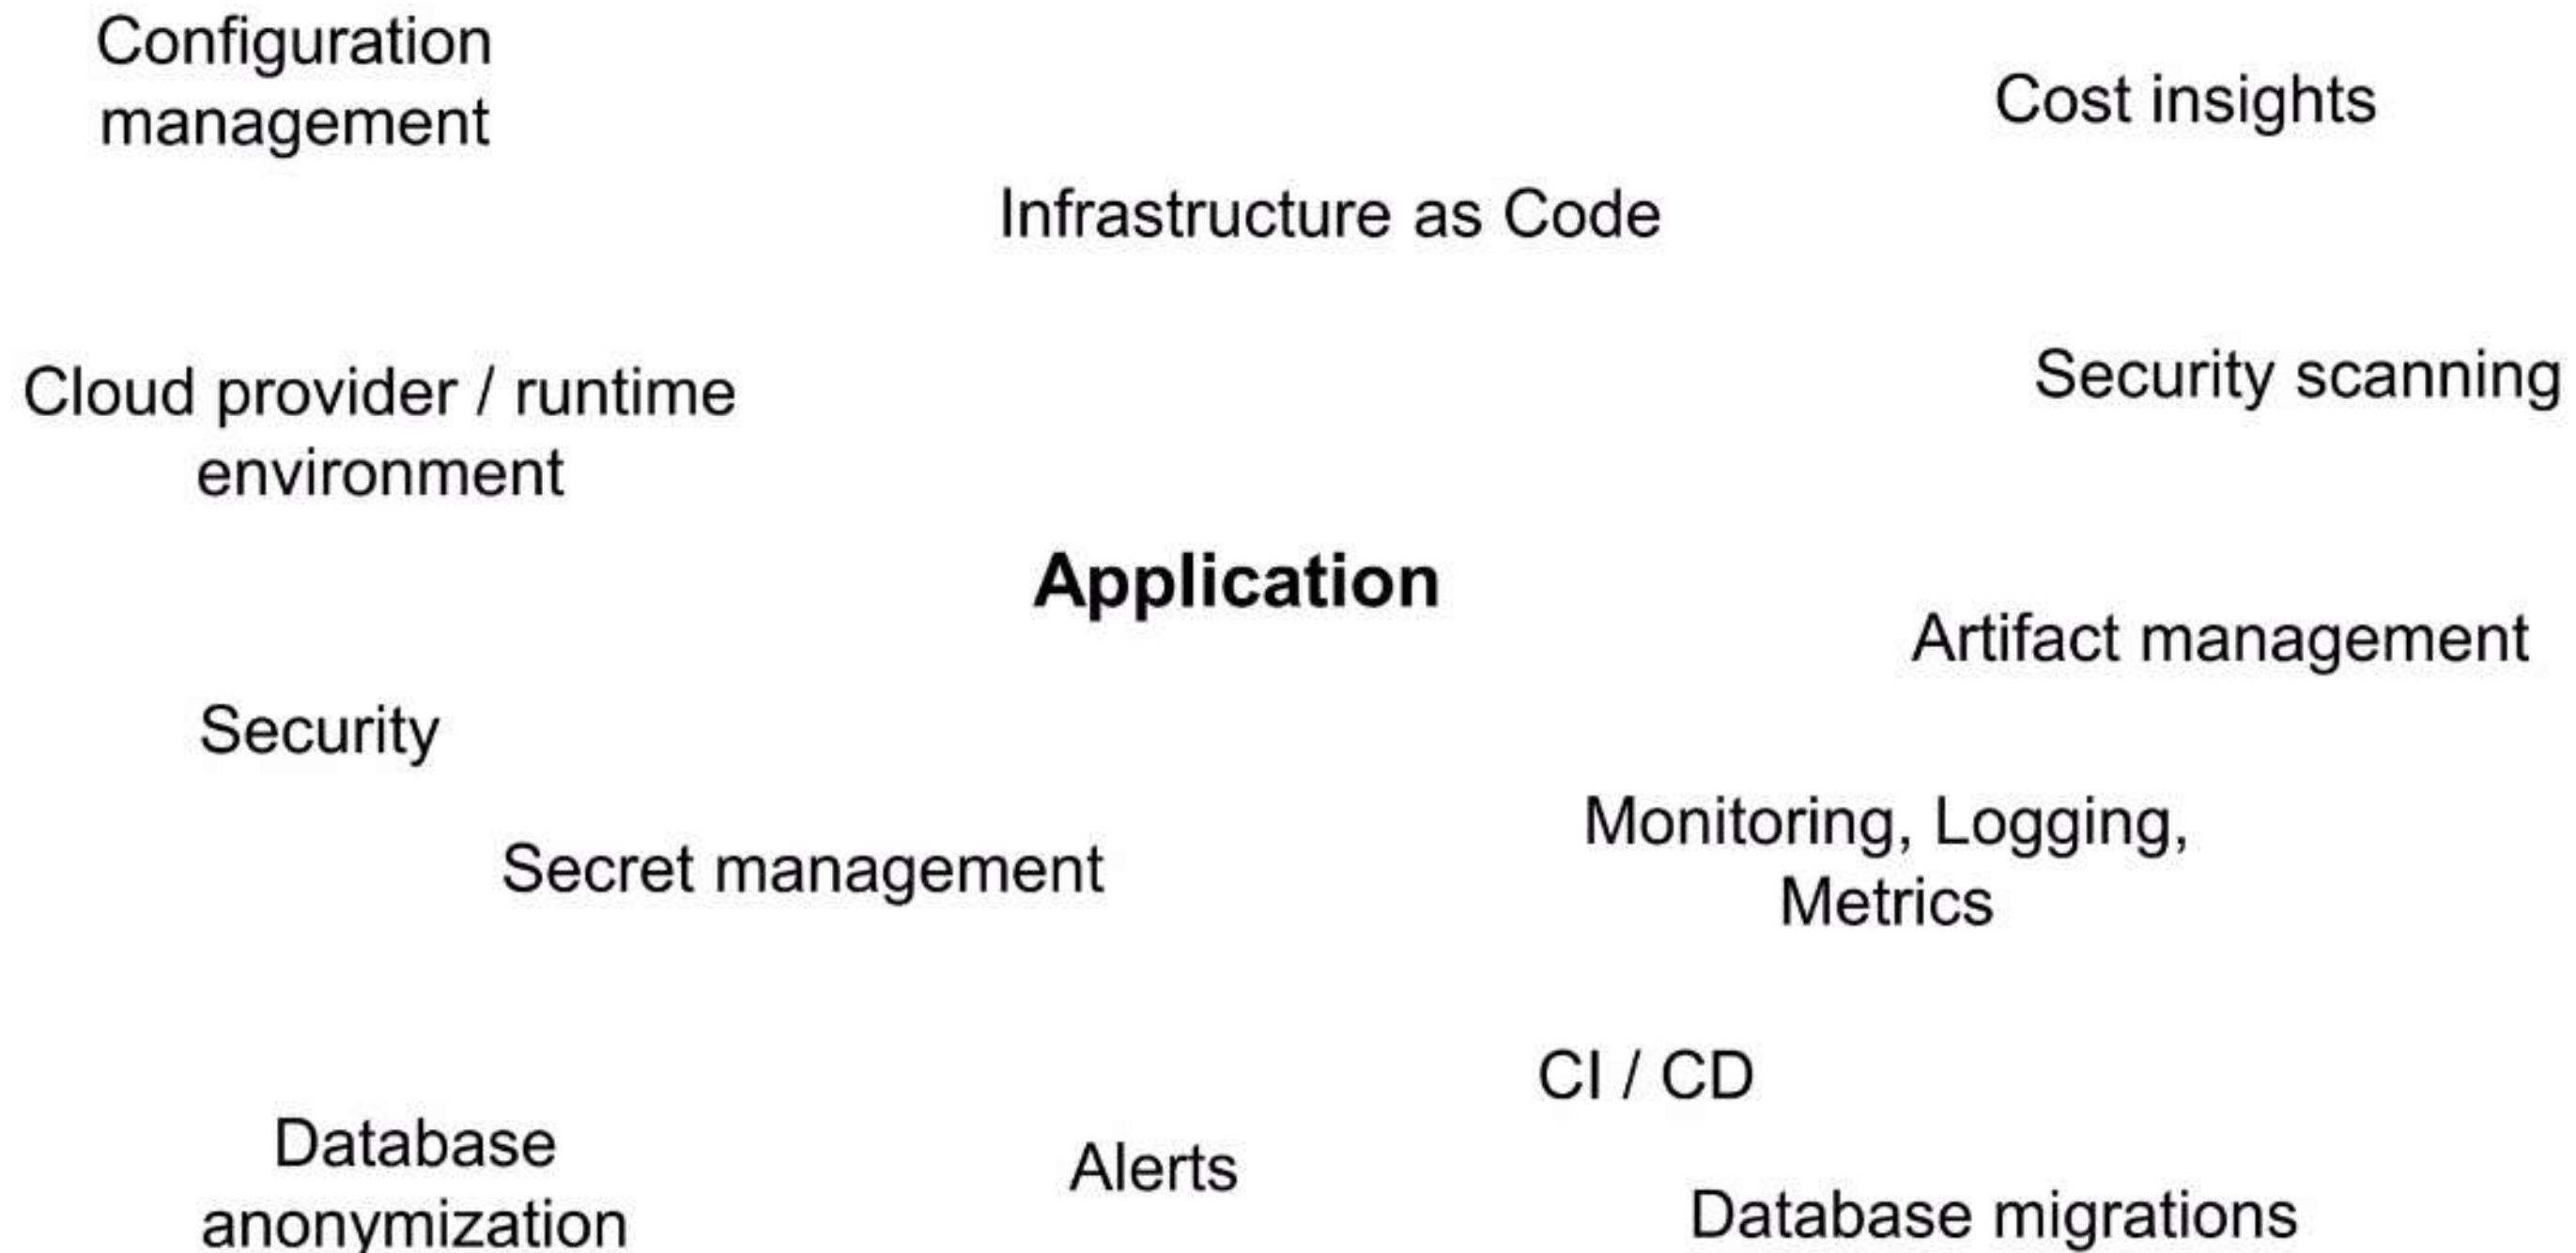 Configuration
management
Cost insights
Infrastructure as Code
Cloud provider / runtime
environment
Security scanning
Application
Artifact management
Security
Secret management
Monitoring, Logging,
Metrics
CI / CD
Database
anonymization
Alerts
Database migrations